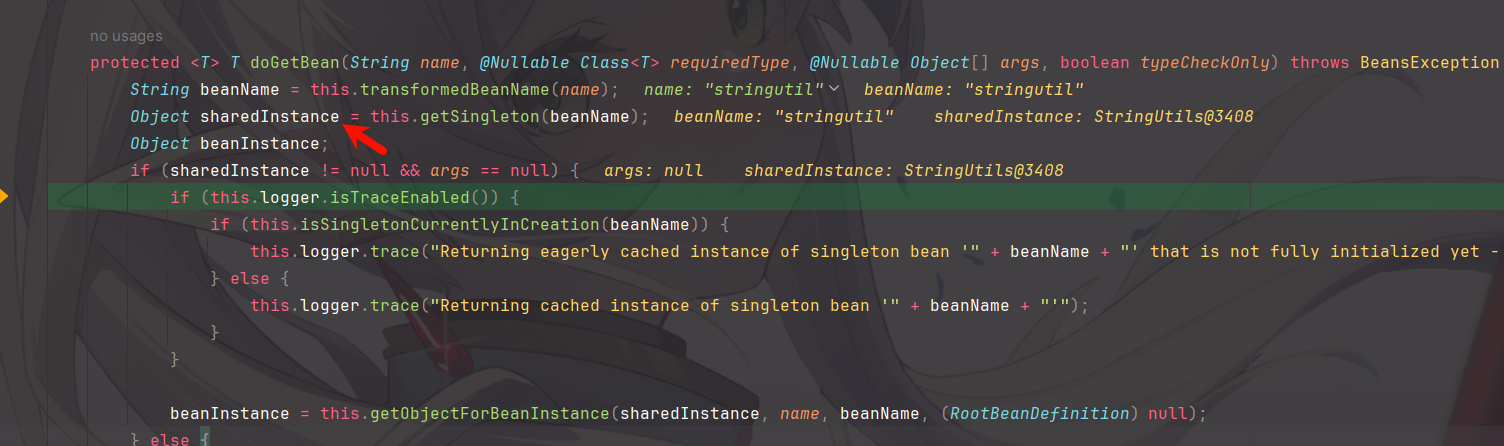 no usages
protected <T> T doGetBean(String name, @Nullable Class<T> requiredType, @Nullable Object[] args, boolean typeCheckOnly) throws BeansException
String beanName = this.transformedBeanName(name);   name: "stringutil"   beanName: "stringutil"
Object sharedInstance = this.getSingleton(beanName);   beanName: "stringutil"   sharedInstance: StringUtils@3408
Object beanInstance;
if (sharedInstance != null && args == null) {   args: null   sharedInstance: StringUtils@3408
if (this.logger.isTraceEnabled()) {
if (this.isSingletonCurrentlyInCreation(beanName)) {
this.logger.trace("Returning eagerly cached instance of singleton bean '" + beanName + "' that is not fully initialized yet -
} else {
this.logger.trace("Returning cached instance of singleton bean '" + beanName + "'");
}
}
beanInstance = this.getObjectForBeanInstance(sharedInstance, name, beanName, (RootBeanDefinition) null);
} else {